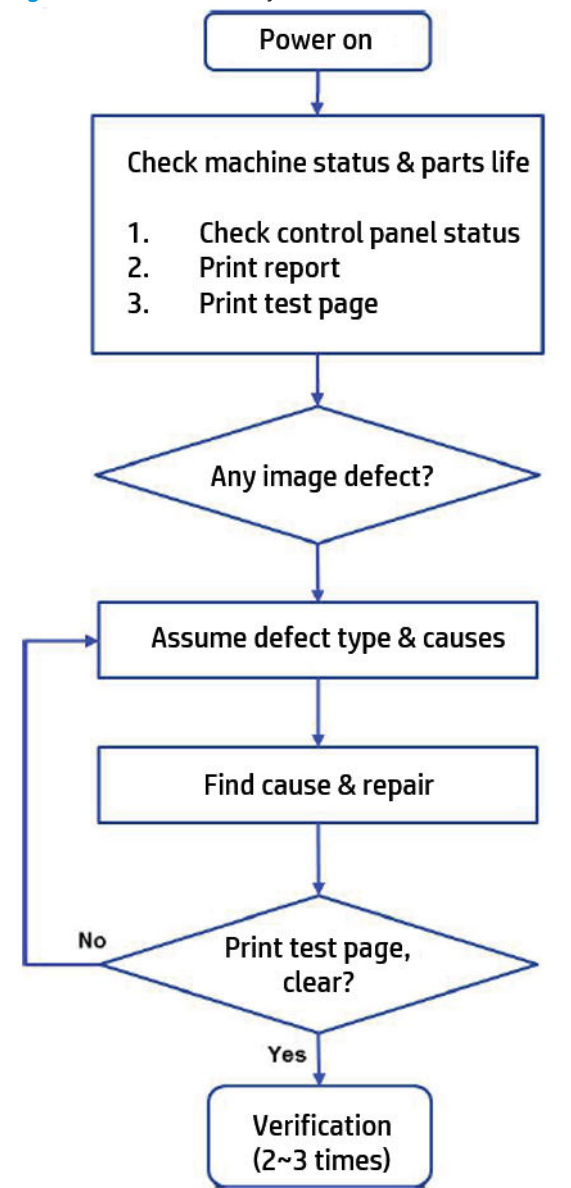 Power on
Check machine status & parts life
1. Check control panel status
2. Print report
3. Print test page
Any image defect?
Assume defect type & causes
Find cause & repair
No
Print test page,
clear?
Yes
Verification
(2~3 times)